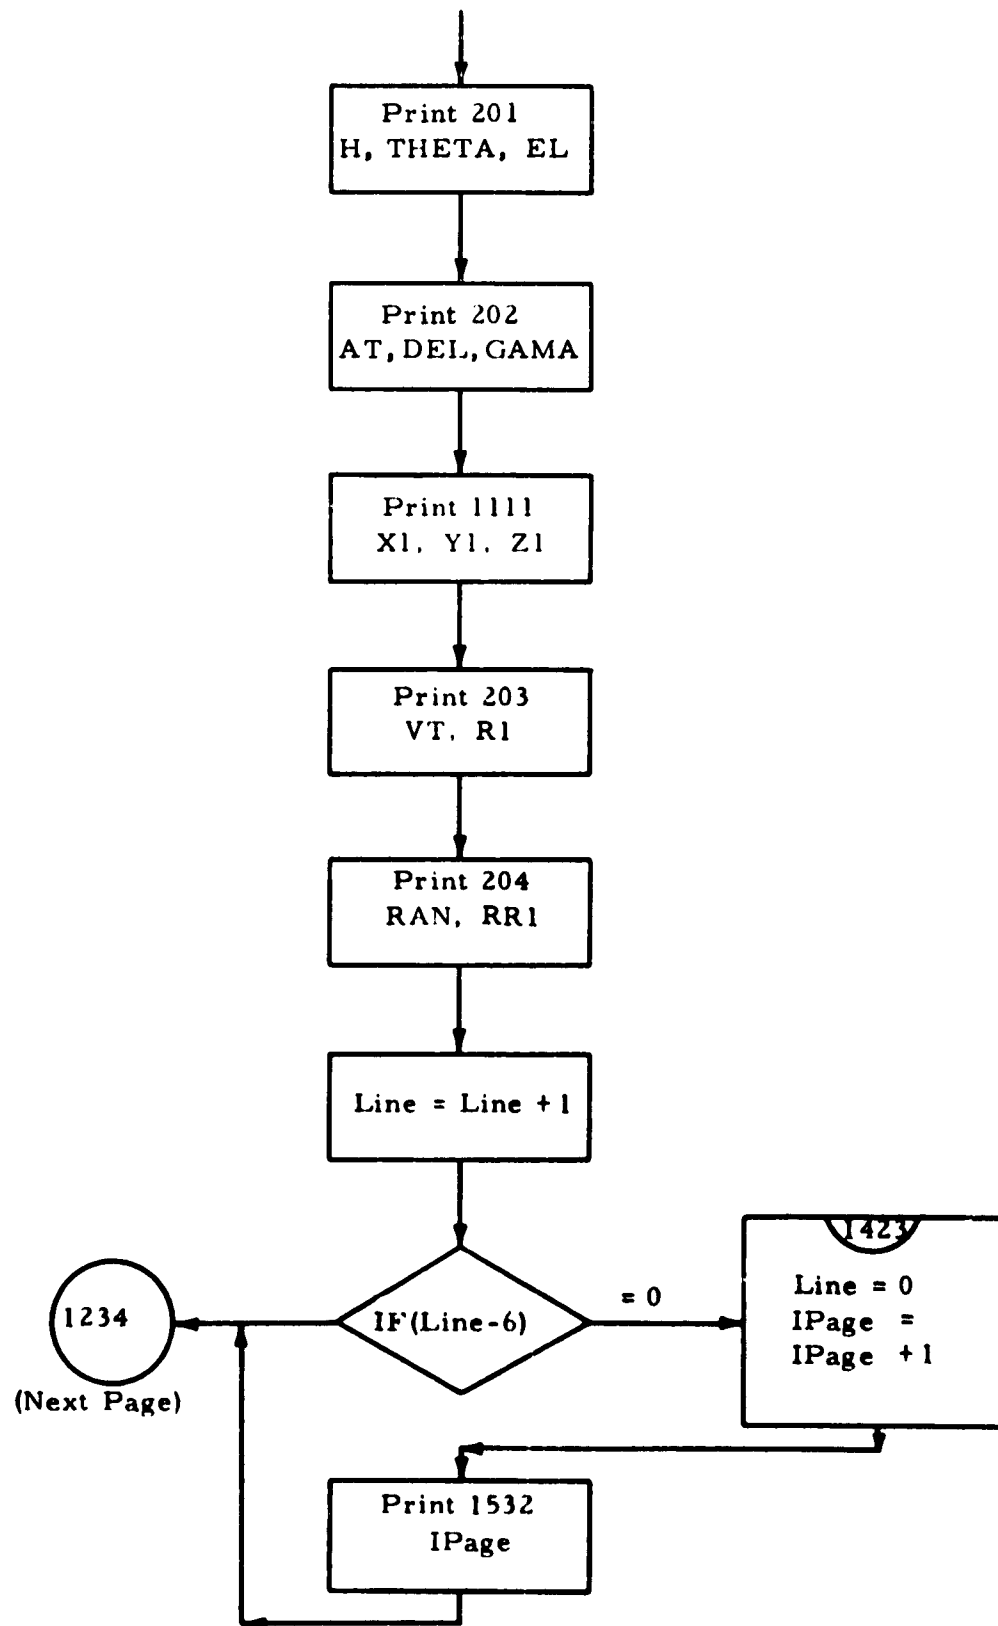 Print 201
H, THETA, EL
Print 202
AT, DEL, GAMA
Print 1111
X1, Y1, Z1
Print 203
VT, R1
Print 204
RAN, RR1
Line = Line + 1
IF(Line-6)
= 0
1423
Line = 0
IPage =
IPage + 1
1234
(Next Page)
Print 1532
IPage